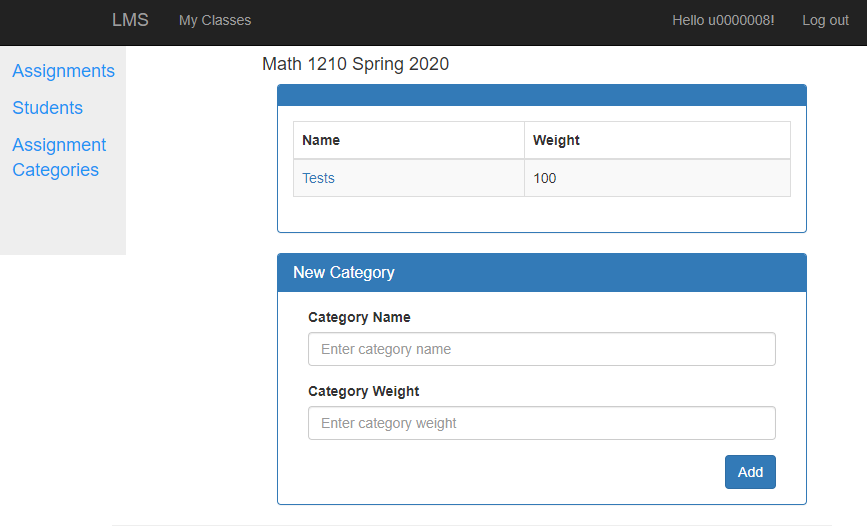 LMS My Classes Hello u0000008! Log out
Assignments
Students
Assignment
Categories
Math 1210 Spring 2020
Name Weight
Tests 100
New Category
Category Name
Enter category name
Category Weight
Enter category weight
Add